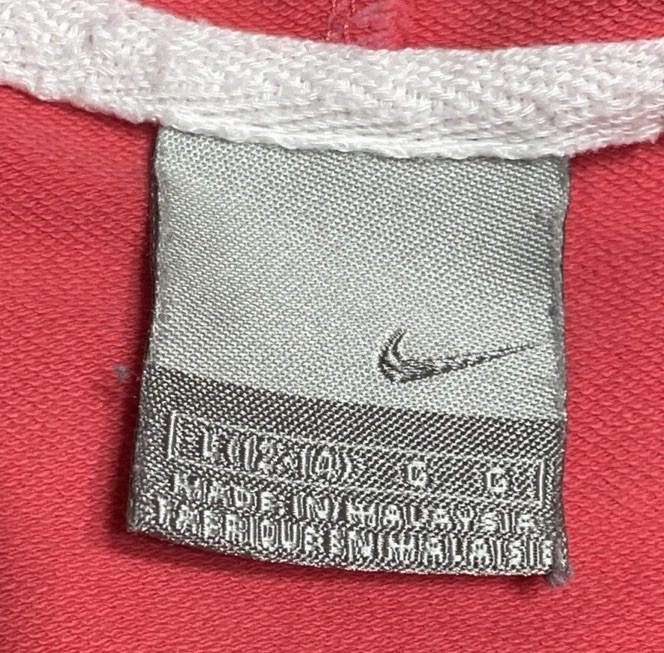 L (12-14) G G
MADE IN/MALAYSIA
FABRIQUE EN/MALAISIE